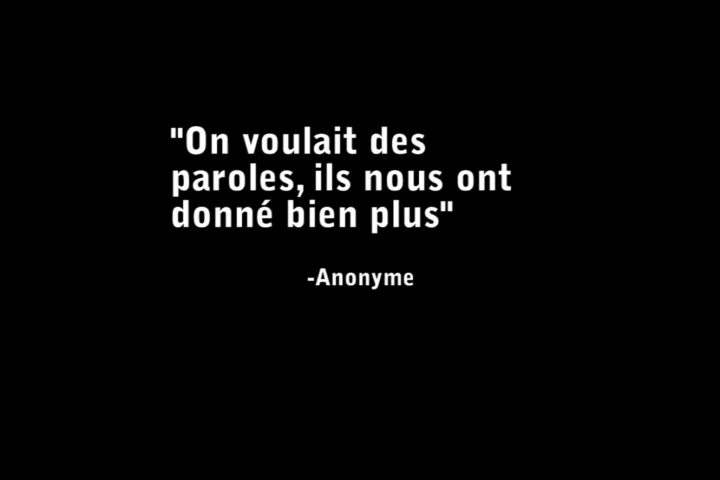 "On voulait des
paroles, ils nous ont
donné bien plus"
-Anonyme